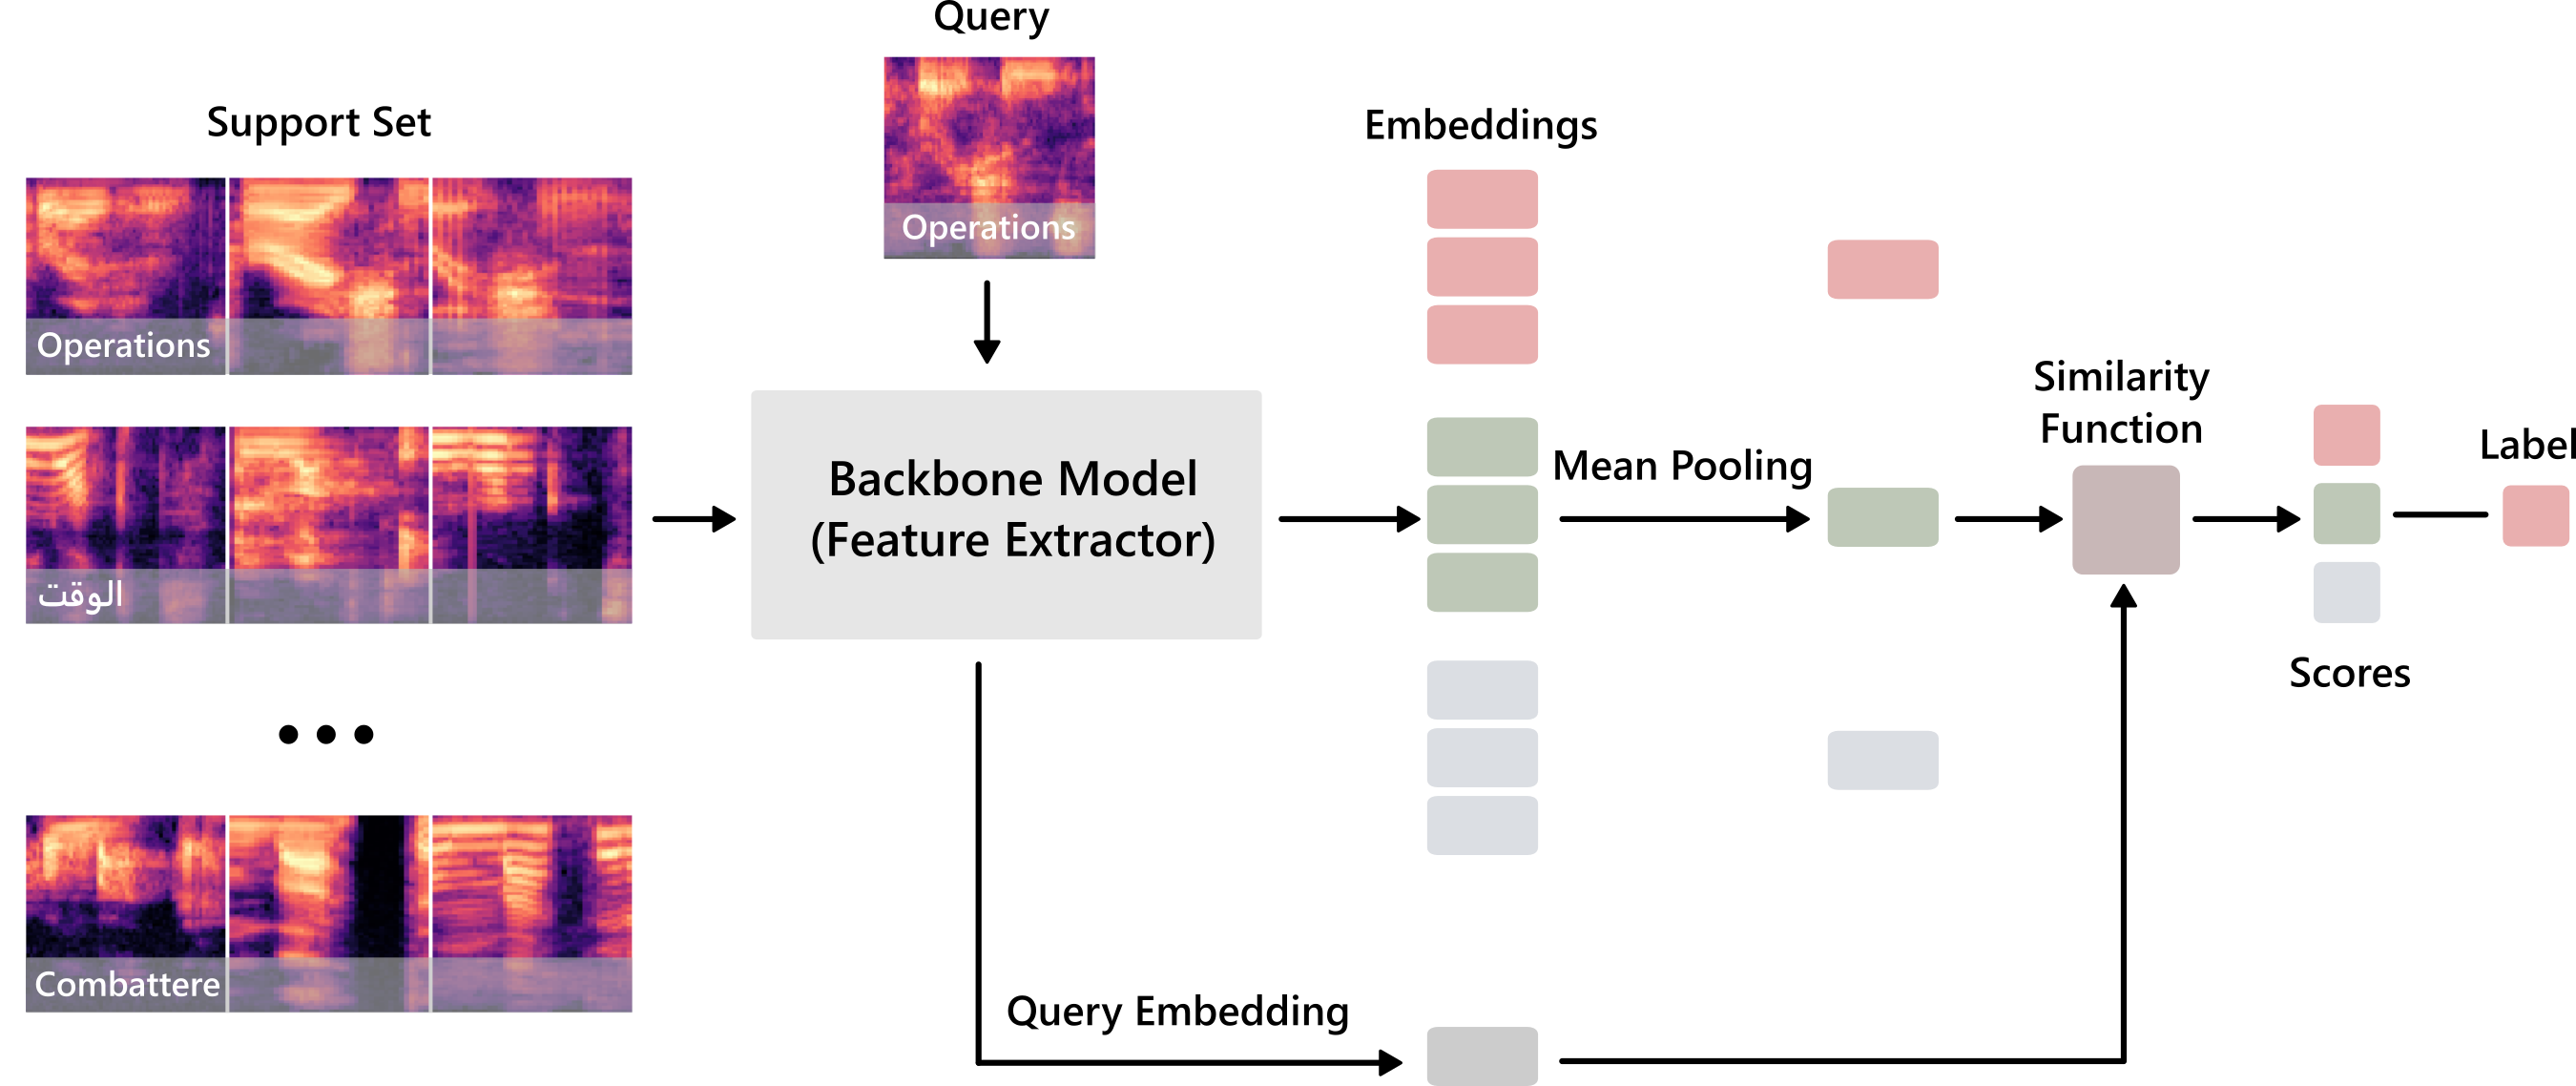 Query
Operations
Support Set
Operations
الوقت
Combattere
Backbone Model
(Feature Extractor)
Query Embedding
Embeddings
Mean Pooling
Similarity
Function
Scores
Label